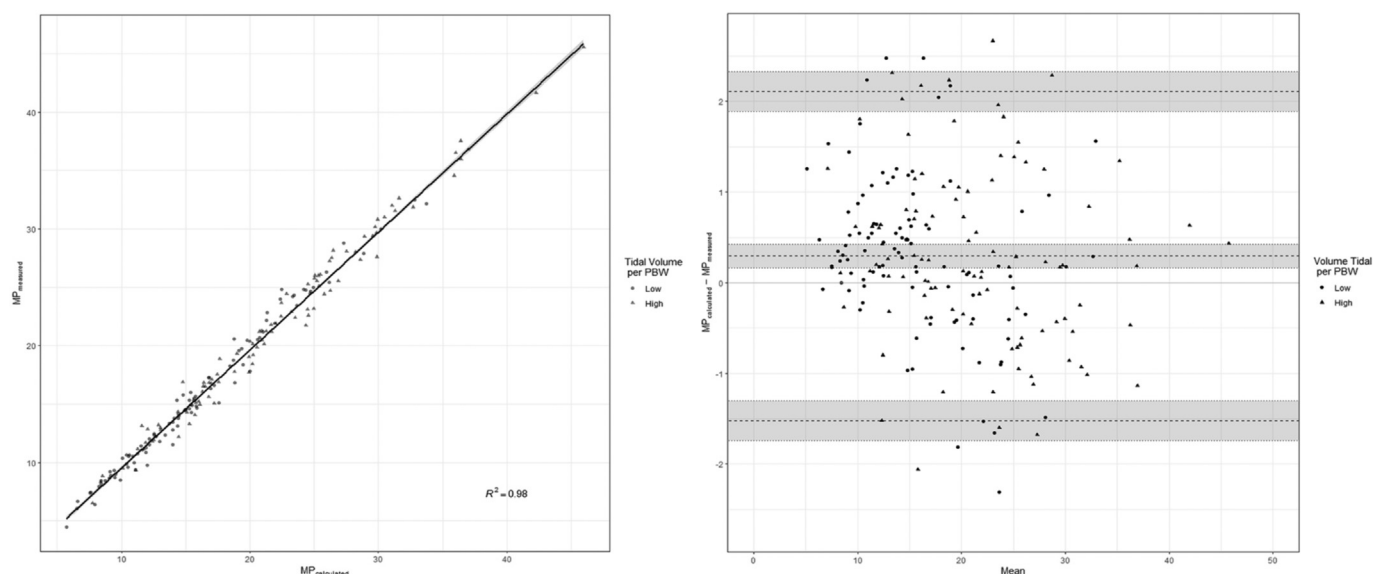 40
30
20
10
MPmeasured
10
20
30
40
MPcalculated
R² = 0.98
Tidal Volume
per PBW
Low
High
2
1
0
-1
-2
MPcalculated − MPmeasured
0
10
20
30
40
50
Mean
Volume Tidal
per PBW
Low
High